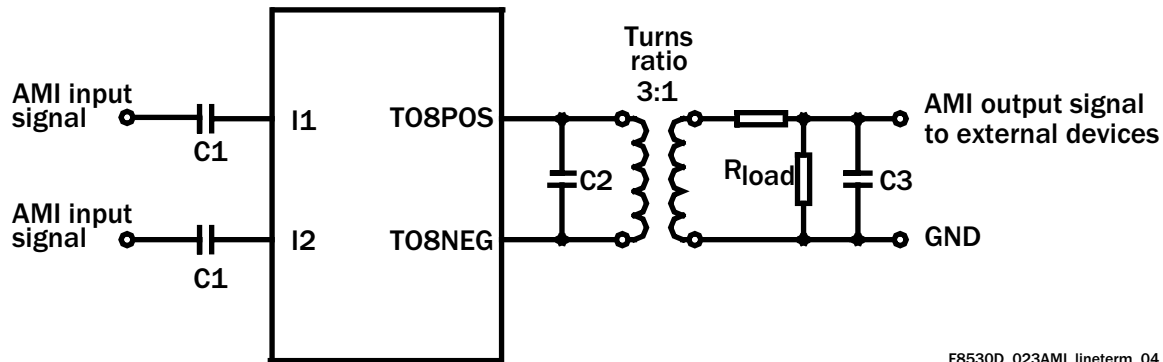 Turns
ratio
3:1
AMI input
signal
C1
I1
TO8POS
C2
Rload
C3
AMI output signal
to external devices
AMI input
signal
C1
I2
TO8NEG
GND
F8530D_023AMI_lineterm_04